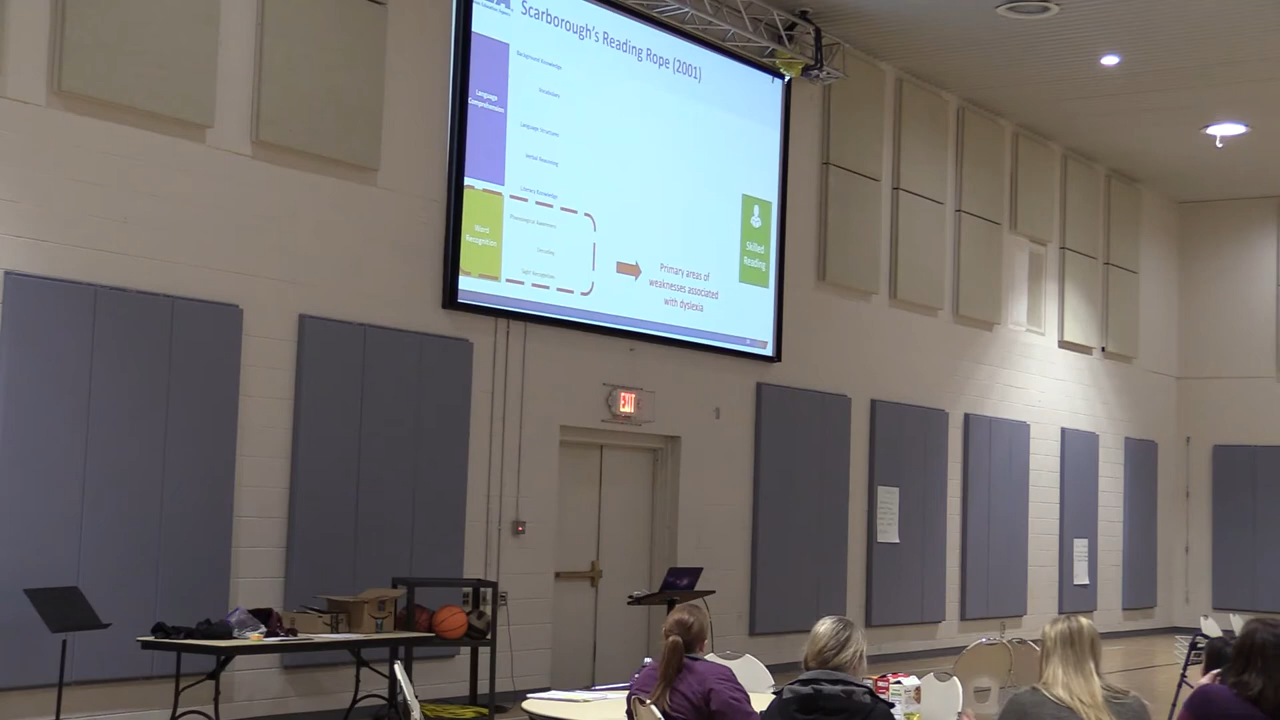 Scarborough's Reading Rope (2001)
Language
Comprehension
Background Knowledge
Vocabulary
Language Structures
Verbal Reasoning
Literacy Knowledge
Word
Recognition
Phonological Awareness
Decoding
Sight Recognition
Primary areas of
weaknesses associated
with dyslexia
Skilled
Reading
EXIT